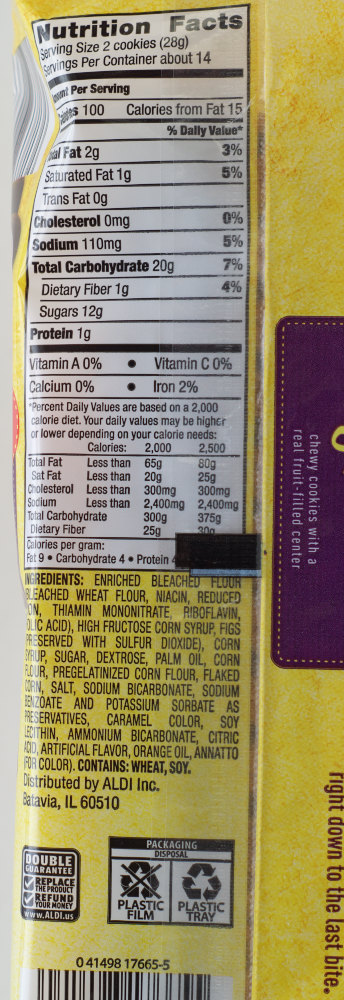 Nutrition Facts
Serving Size 2 cookies (28g)
Servings Per Container about 14
Per Serving
100 Calories from Fat 15
% Daily Value*
Fat 2g 3%
Saturated Fat 1g 5%
Trans Fat 0g
Cholesterol 0mg 0%
Sodium 110mg 5%
Total Carbohydrate 20g 7%
Dietary Fiber 1g 4%
Sugars 12g
Protein 1g
Vitamin A 0% • Vitamin C 0%
Calcium 0% • Iron 2%
*Percent Daily Values are based on a 2,000
calorie diet. Your daily values may be higher
or lower depending on your calorie needs:
Calories: 2,000 2,500
Total Fat Less than 65g 80g
Sat Fat Less than 20g 25g
Cholesterol Less than 300mg 300mg
Sodium Less than 2,400mg 2,400mg
Total Carbohydrate 300g 375g
Dietary Fiber 25g 30g
Calories per gram:
Fat 9 • Carbohydrate 4 • Protein 4
INGREDIENTS: ENRICHED BLEACHED FLOUR
BLEACHED WHEAT FLOUR, NIACIN, REDUCED
THIAMIN MONONITRATE, RIBOFLAVIN,
ACID), HIGH FRUCTOSE CORN SYRUP, FIGS
PRESERVED WITH SULFUR DIOXIDE), CORN
SYRUP, SUGAR, DEXTROSE, PALM OIL, CORN
FLOUR, PREGELATINIZED CORN FLOUR, FLAKED
CORN, SALT, SODIUM BICARBONATE, SODIUM
BENZOATE AND POTASSIUM SORBATE AS
PRESERVATIVES, CARAMEL COLOR, SOY
LECITHIN, AMMONIUM BICARBONATE, CITRIC
ACID, ARTIFICIAL FLAVOR, ORANGE OIL, ANNATTO
(FOR COLOR). CONTAINS: WHEAT, SOY.
Distributed by ALDI Inc.
Batavia, IL 60510
DOUBLE
GUARANTEE
REPLACE
THE PRODUCT
REFUND
YOUR MONEY
www.ALDI.us
PACKAGING
DISPOSAL
PLASTIC
FILM
PLASTIC
TRAY
0 41498 17665-5
chewy cookies with a
real fruit-filled center
right down to the last bite.